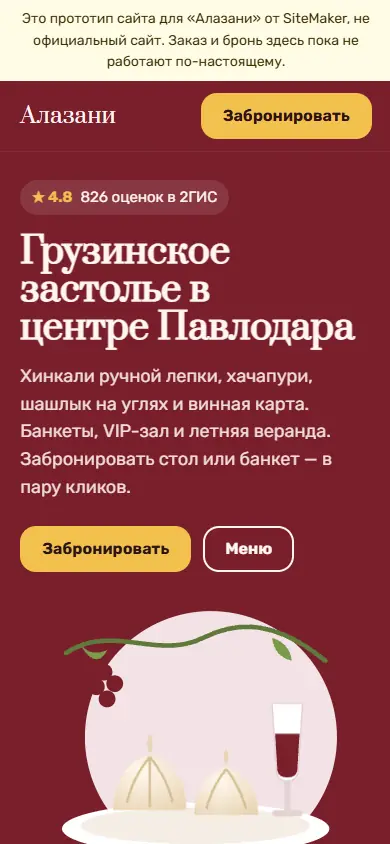 Это прототип сайта для «Алазани» от SiteMaker, не
официальный сайт. Заказ и бронь здесь пока не
работают по-настоящему.
Алазани
Забронировать
★ 4.8 826 оценок в 2ГИС
Грузинское
застолье в
центре Павлодара
Хинкали ручной лепки, хачапури,
шашлык на углях и винная карта.
Банкеты, VIP-зал и летняя веранда.
Забронировать стол или банкет — в
пару кликов.
Забронировать
Меню